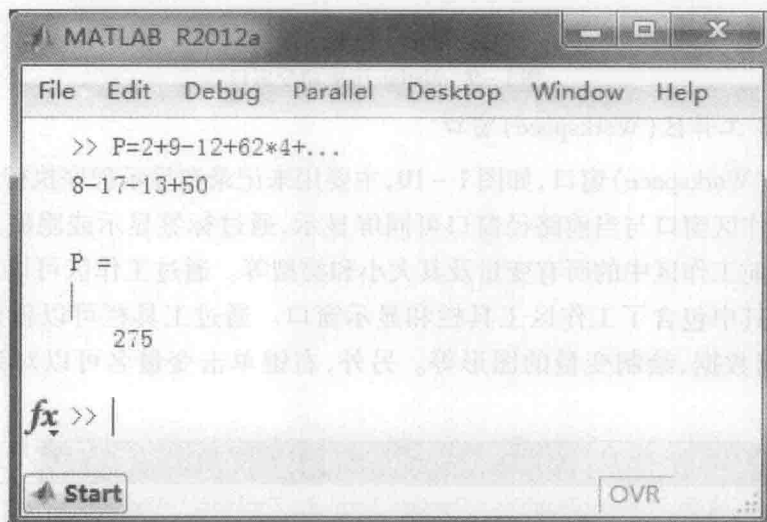 MATLAB R2012a
File Edit Debug Parallel Desktop Window Help
>> P=2+9-12+62*4+...
8-17-13+50
P =
275
fx >>
Start OVR